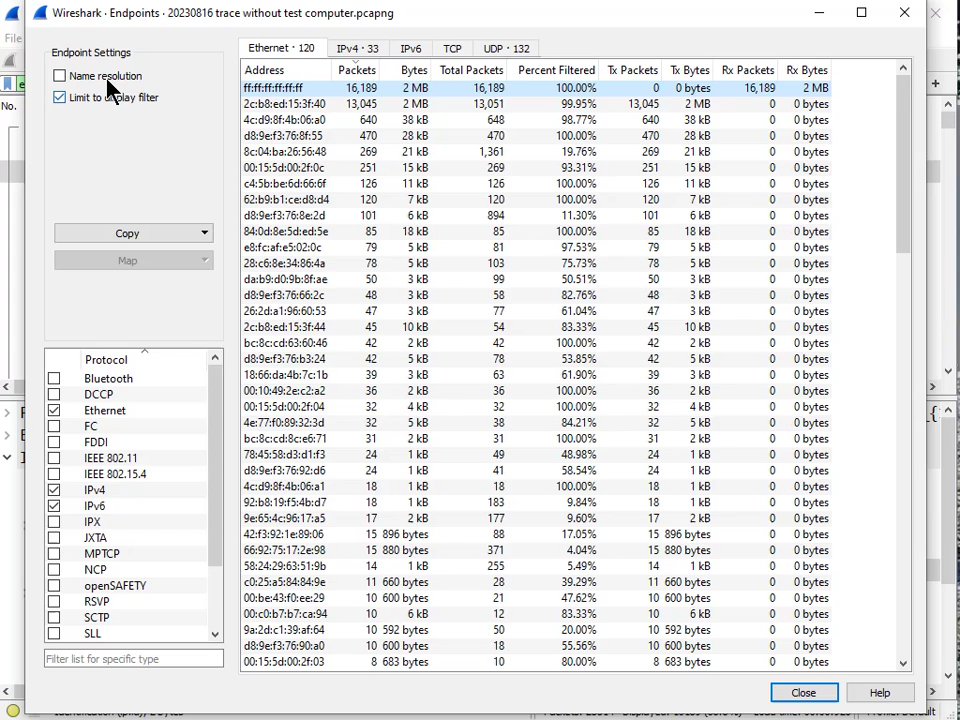 Wireshark · Endpoints · 20230816 trace without test computer.pcapng
File
No.
Endpoint Settings
Name resolution
Limit to display filter
Copy
Map
Protocol
Bluetooth
DCCP
Ethernet
FC
FDDI
IEEE 802.11
IEEE 802.15.4
IPv4
IPv6
IPX
JXTA
MPTCP
NCP
openSAFETY
RSVP
SCTP
SLL
Filter list for specific type
Ethernet · 120 IPv4 · 33 IPv6 TCP UDP · 132
Address Packets Bytes Total Packets Percent Filtered Tx Packets Tx Bytes Rx Packets Rx Bytes
ff:ff:ff:ff:ff:ff 16,189 2 MB 16,189 100.00% 0 0 bytes 16,189 2 MB
2c:b8:ed:15:3f:40 13,045 2 MB 13,051 99.95% 13,045 2 MB 0 0 bytes
4c:d9:8f:4b:06:a0 640 38 kB 648 98.77% 640 38 kB 0 0 bytes
d8:9e:f3:76:8f:55 470 28 kB 470 100.00% 470 28 kB 0 0 bytes
8c:04:ba:26:56:48 269 21 kB 1,361 19.76% 269 21 kB 0 0 bytes
00:15:5d:00:2f:0c 251 15 kB 269 93.31% 251 15 kB 0 0 bytes
c4:5b:be:6d:66:6f 126 11 kB 126 100.00% 126 11 kB 0 0 bytes
62:b9:b1:ce:d8:d4 120 7 kB 120 100.00% 120 7 kB 0 0 bytes
d8:9e:f3:76:8e:2d 101 6 kB 894 11.30% 101 6 kB 0 0 bytes
84:0d:8e:5d:ed:5e 85 18 kB 85 100.00% 85 18 kB 0 0 bytes
e8:fc:af:e5:02:0c 79 5 kB 81 97.53% 79 5 kB 0 0 bytes
28:c6:8e:34:86:4a 78 5 kB 103 75.73% 78 5 kB 0 0 bytes
da:b9:d0:9b:8f:ae 50 3 kB 99 50.51% 50 3 kB 0 0 bytes
d8:9e:f3:76:66:2c 48 3 kB 58 82.76% 48 3 kB 0 0 bytes
26:2d:a1:96:60:53 47 3 kB 77 61.04% 47 3 kB 0 0 bytes
2c:b8:ed:15:3f:44 45 10 kB 54 83.33% 45 10 kB 0 0 bytes
bc:8c:cd:63:60:46 42 2 kB 42 100.00% 42 2 kB 0 0 bytes
d8:9e:f3:76:b3:24 42 5 kB 78 53.85% 42 5 kB 0 0 bytes
18:66:da:4b:7c:1b 39 3 kB 63 61.90% 39 3 kB 0 0 bytes
00:10:49:2e:c2:a2 36 2 kB 36 100.00% 36 2 kB 0 0 bytes
00:15:5d:00:2f:04 32 4 kB 32 100.00% 32 4 kB 0 0 bytes
4e:77:f0:89:32:3d 32 5 kB 38 84.21% 32 5 kB 0 0 bytes
bc:8c:cd:8c:e6:71 31 2 kB 31 100.00% 31 2 kB 0 0 bytes
78:45:58:d3:d1:f3 24 1 kB 49 48.98% 24 1 kB 0 0 bytes
d8:9e:f3:76:92:d6 24 1 kB 41 58.54% 24 1 kB 0 0 bytes
4c:d9:8f:4b:06:a1 18 1 kB 18 100.00% 18 1 kB 0 0 bytes
92:b8:19:f5:4b:d7 18 1 kB 183 9.84% 18 1 kB 0 0 bytes
9e:65:4c:96:17:a5 17 2 kB 177 9.60% 17 2 kB 0 0 bytes
42:f3:92:1e:89:06 15 896 bytes 88 17.05% 15 896 bytes 0 0 bytes
66:92:75:17:2e:98 15 880 bytes 371 4.04% 15 880 bytes 0 0 bytes
58:24:29:63:51:9b 14 1 kB 255 5.49% 14 1 kB 0 0 bytes
c0:25:a5:84:84:9e 11 660 bytes 28 39.29% 11 660 bytes 0 0 bytes
00:be:43:f0:ee:29 10 600 bytes 21 47.62% 10 600 bytes 0 0 bytes
00:c0:b7:b7:ca:94 10 6 kB 12 83.33% 10 6 kB 0 0 bytes
9a:2d:c1:39:af:64 10 592 bytes 50 20.00% 10 592 bytes 0 0 bytes
d8:9e:f3:76:90:a0 10 600 bytes 18 55.56% 10 600 bytes 0 0 bytes
00:15:5d:00:2f:03 8 683 bytes 10 80.00% 8 683 bytes 0 0 bytes
Close Help